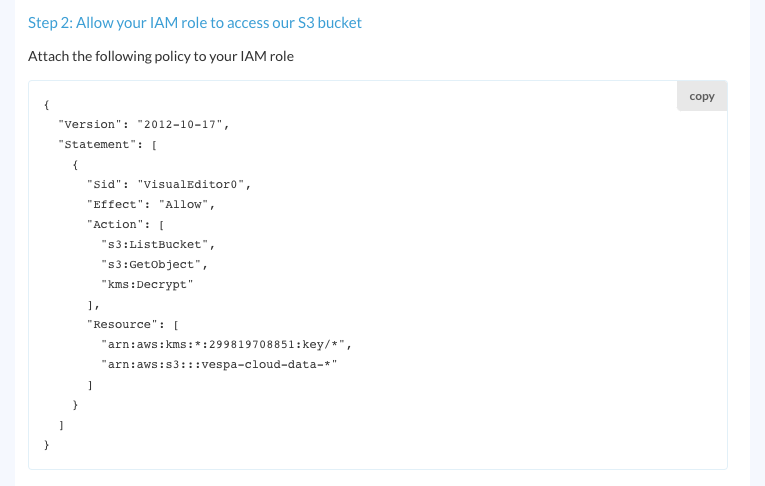 Step 2: Allow your IAM role to access our S3 bucket
Attach the following policy to your IAM role
copy
{
  "Version": "2012-10-17",
  "Statement": [
    {
      "Sid": "VisualEditor0",
      "Effect": "Allow",
      "Action": [
        "s3:ListBucket",
        "s3:GetObject",
        "kms:Decrypt"
      ],
      "Resource": [
        "arn:aws:kms:*:299819708851:key/*",
        "arn:aws:s3:::vespa-cloud-data-*"
      ]
    }
  ]
}